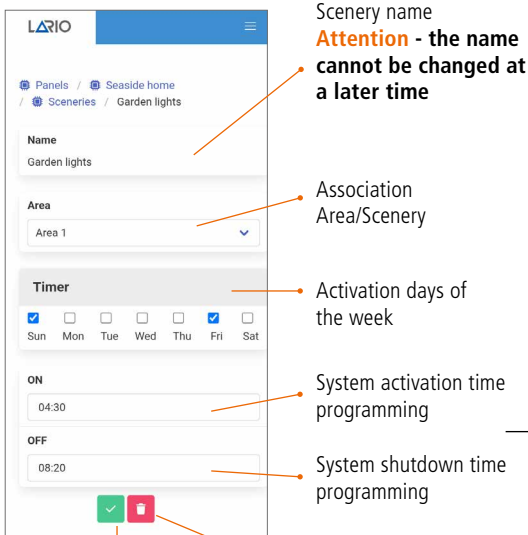 LARIO
Panels / Seaside home
/ Sceneries / Garden lights
Name
Garden lights
Area
Area 1
Timer
Sun Mon Tue Wed Thu Fri Sat
ON
04:30
OFF
08:20
Scenery name
Attention - the name
cannot be changed at
a later time
Association
Area/Scenery
Activation days of
the week
System activation time
programming
System shutdown time
programming